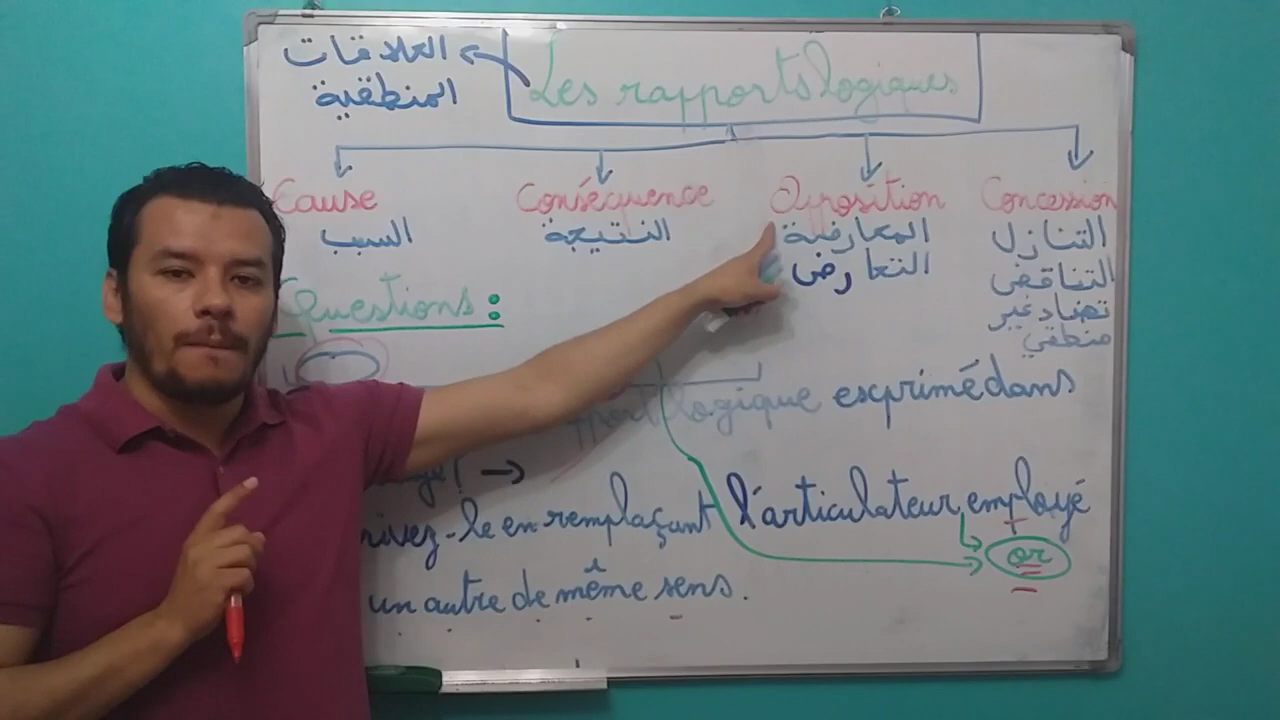 العلاقات
المنطقية
Les rapports logiques
Cause
السبب
Conséquence
النتيجة
Opposition
المعارضة
التعارض
Concession
التنازل
التناقض
تضاد غير
منطقي
Questions :
logique exprimé dans
→
-le en remplaçant l'articulateur employé
or
un autre de même sens.